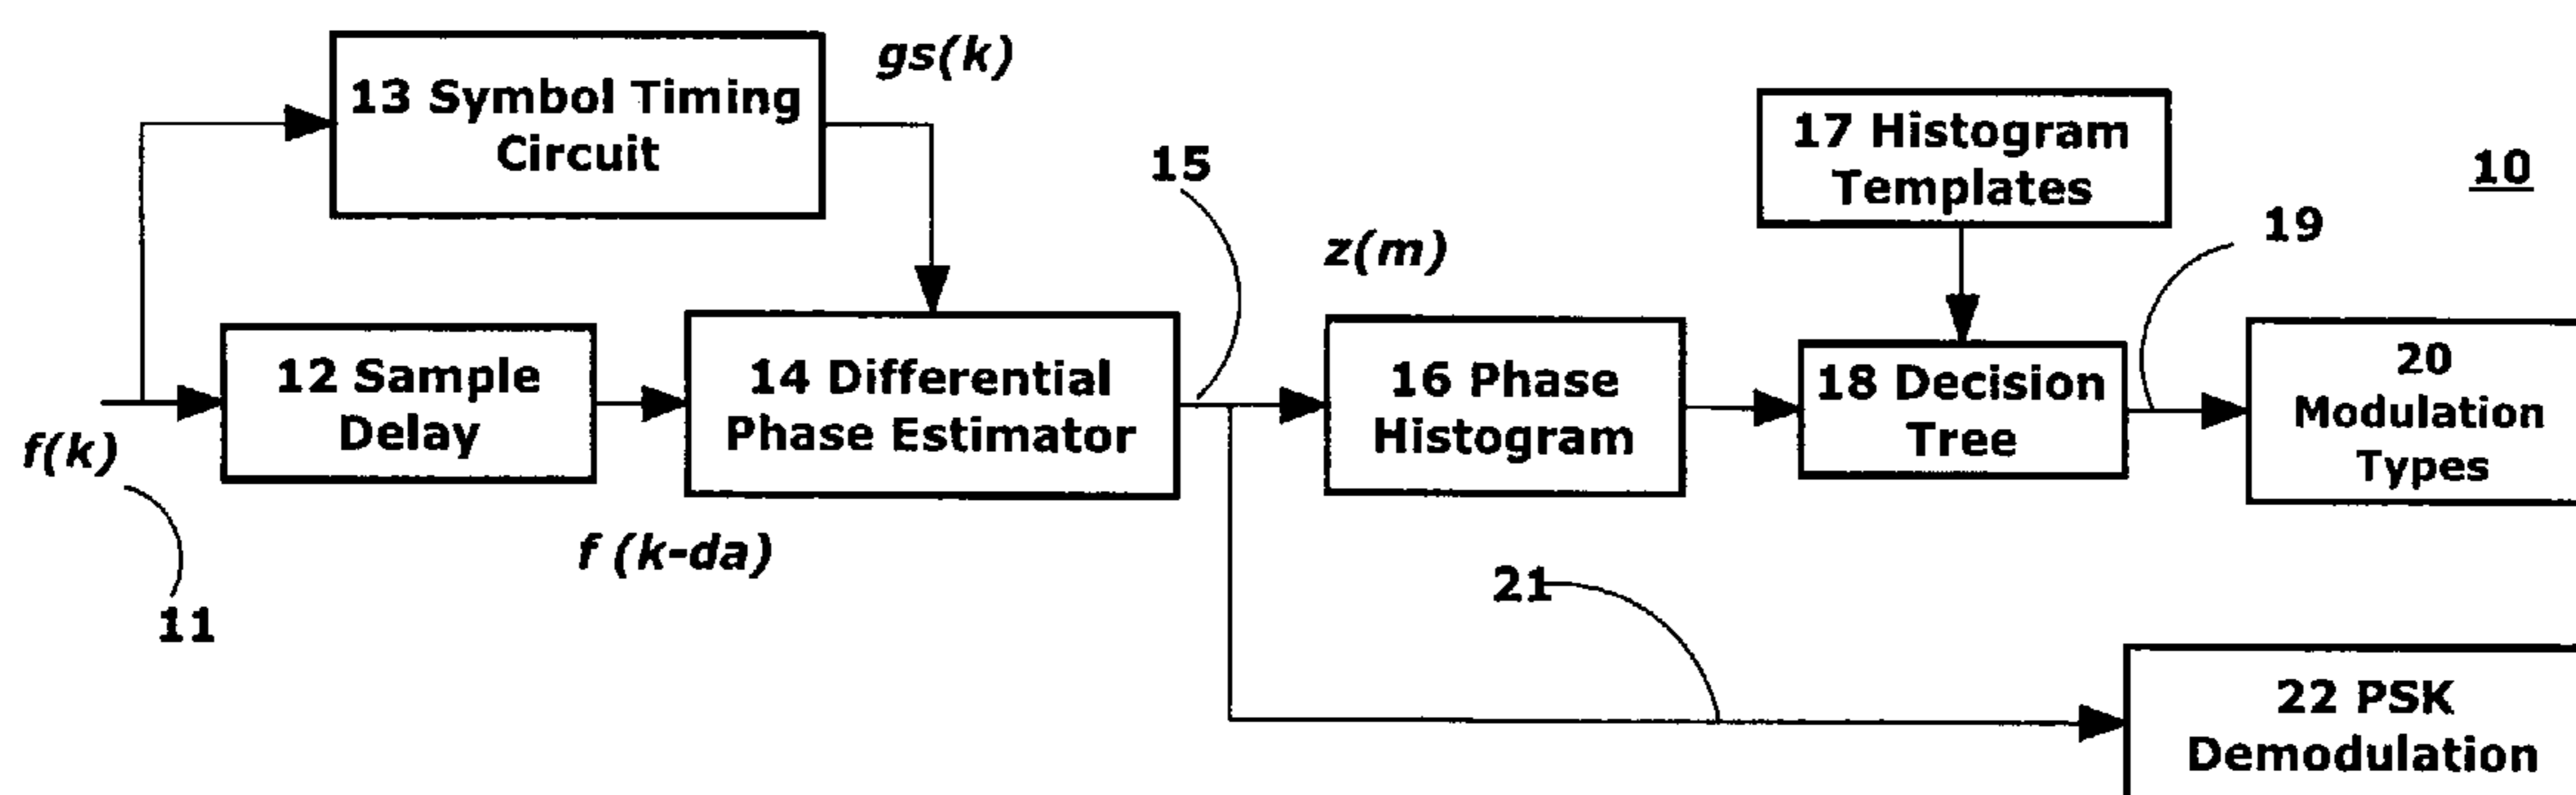 gs(k)
13 Symbol Timing
Circuit
17 Histogram
Templates
10
15
19
z(m)
12 Sample
Delay
14 Differential
Phase Estimator
16 Phase
Histogram
18 Decision
Tree
20
Modulation
Types
f(k)
f (k-da)
11
21
22 PSK
Demodulation